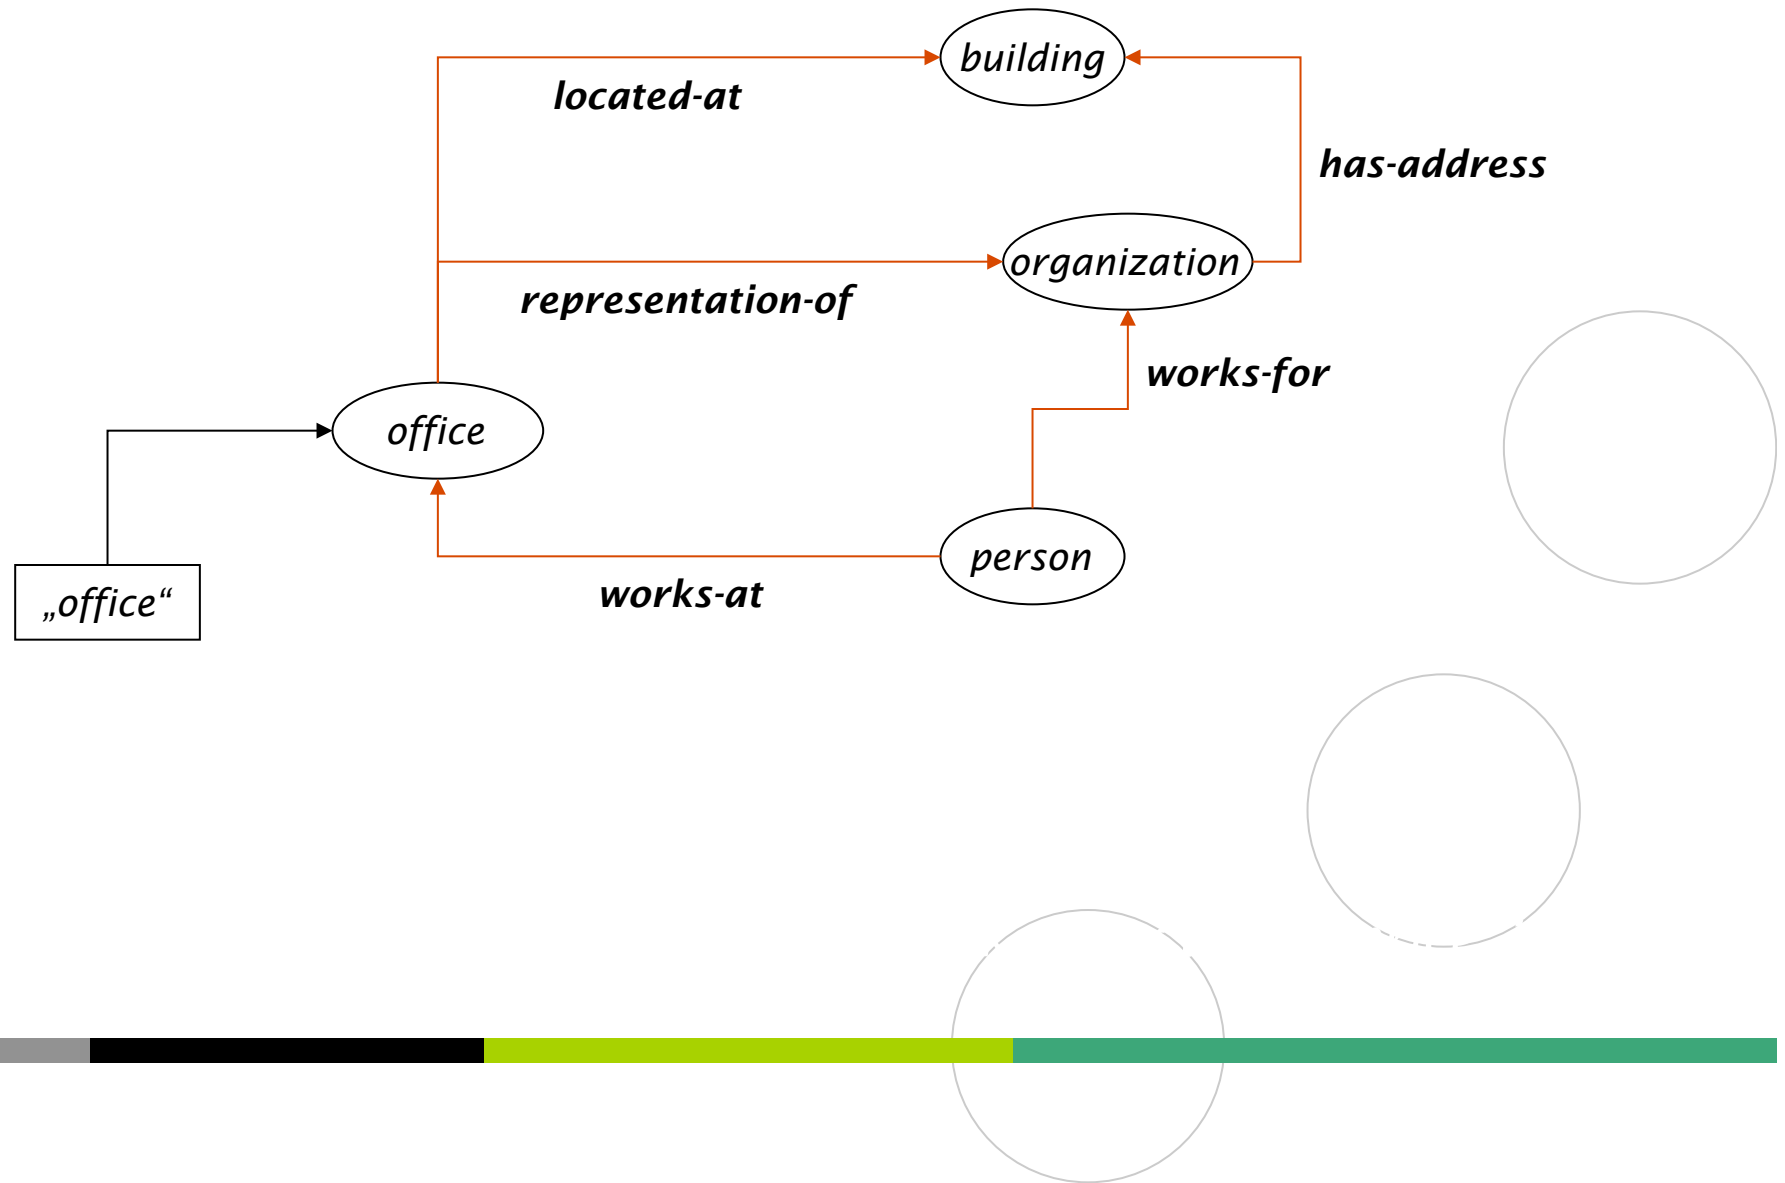 building
located-at
has-address
organization
representation-of
works-for
office
person
works-at
„office“